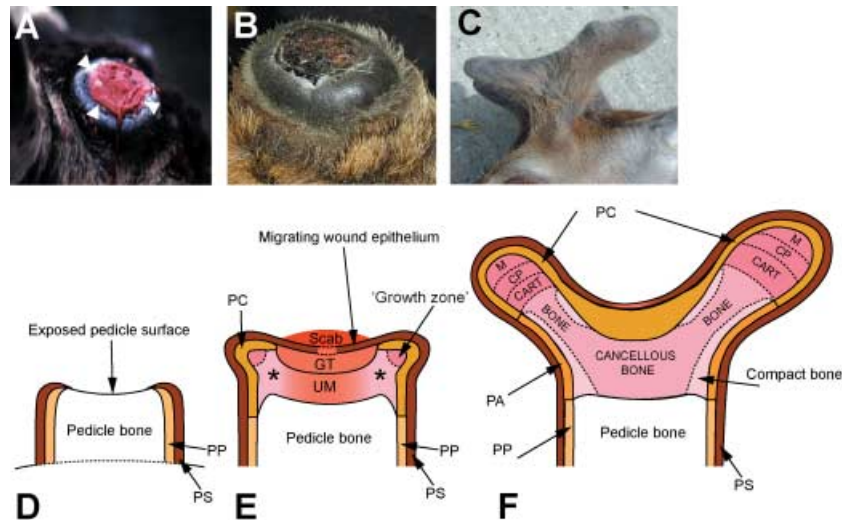 A
B
C
Migrating wound epithelium
PC
'Growth zone'
Scab
GT
UM
*
*
Pedicle bone
PP
PS
E
Exposed pedicle surface
Pedicle bone
PP
PS
D
PC
M
CP
CART
BONE
M
CP
CART
BONE
CANCELLOUS
BONE
Compact bone
PA
PP
Pedicle bone
PS
F